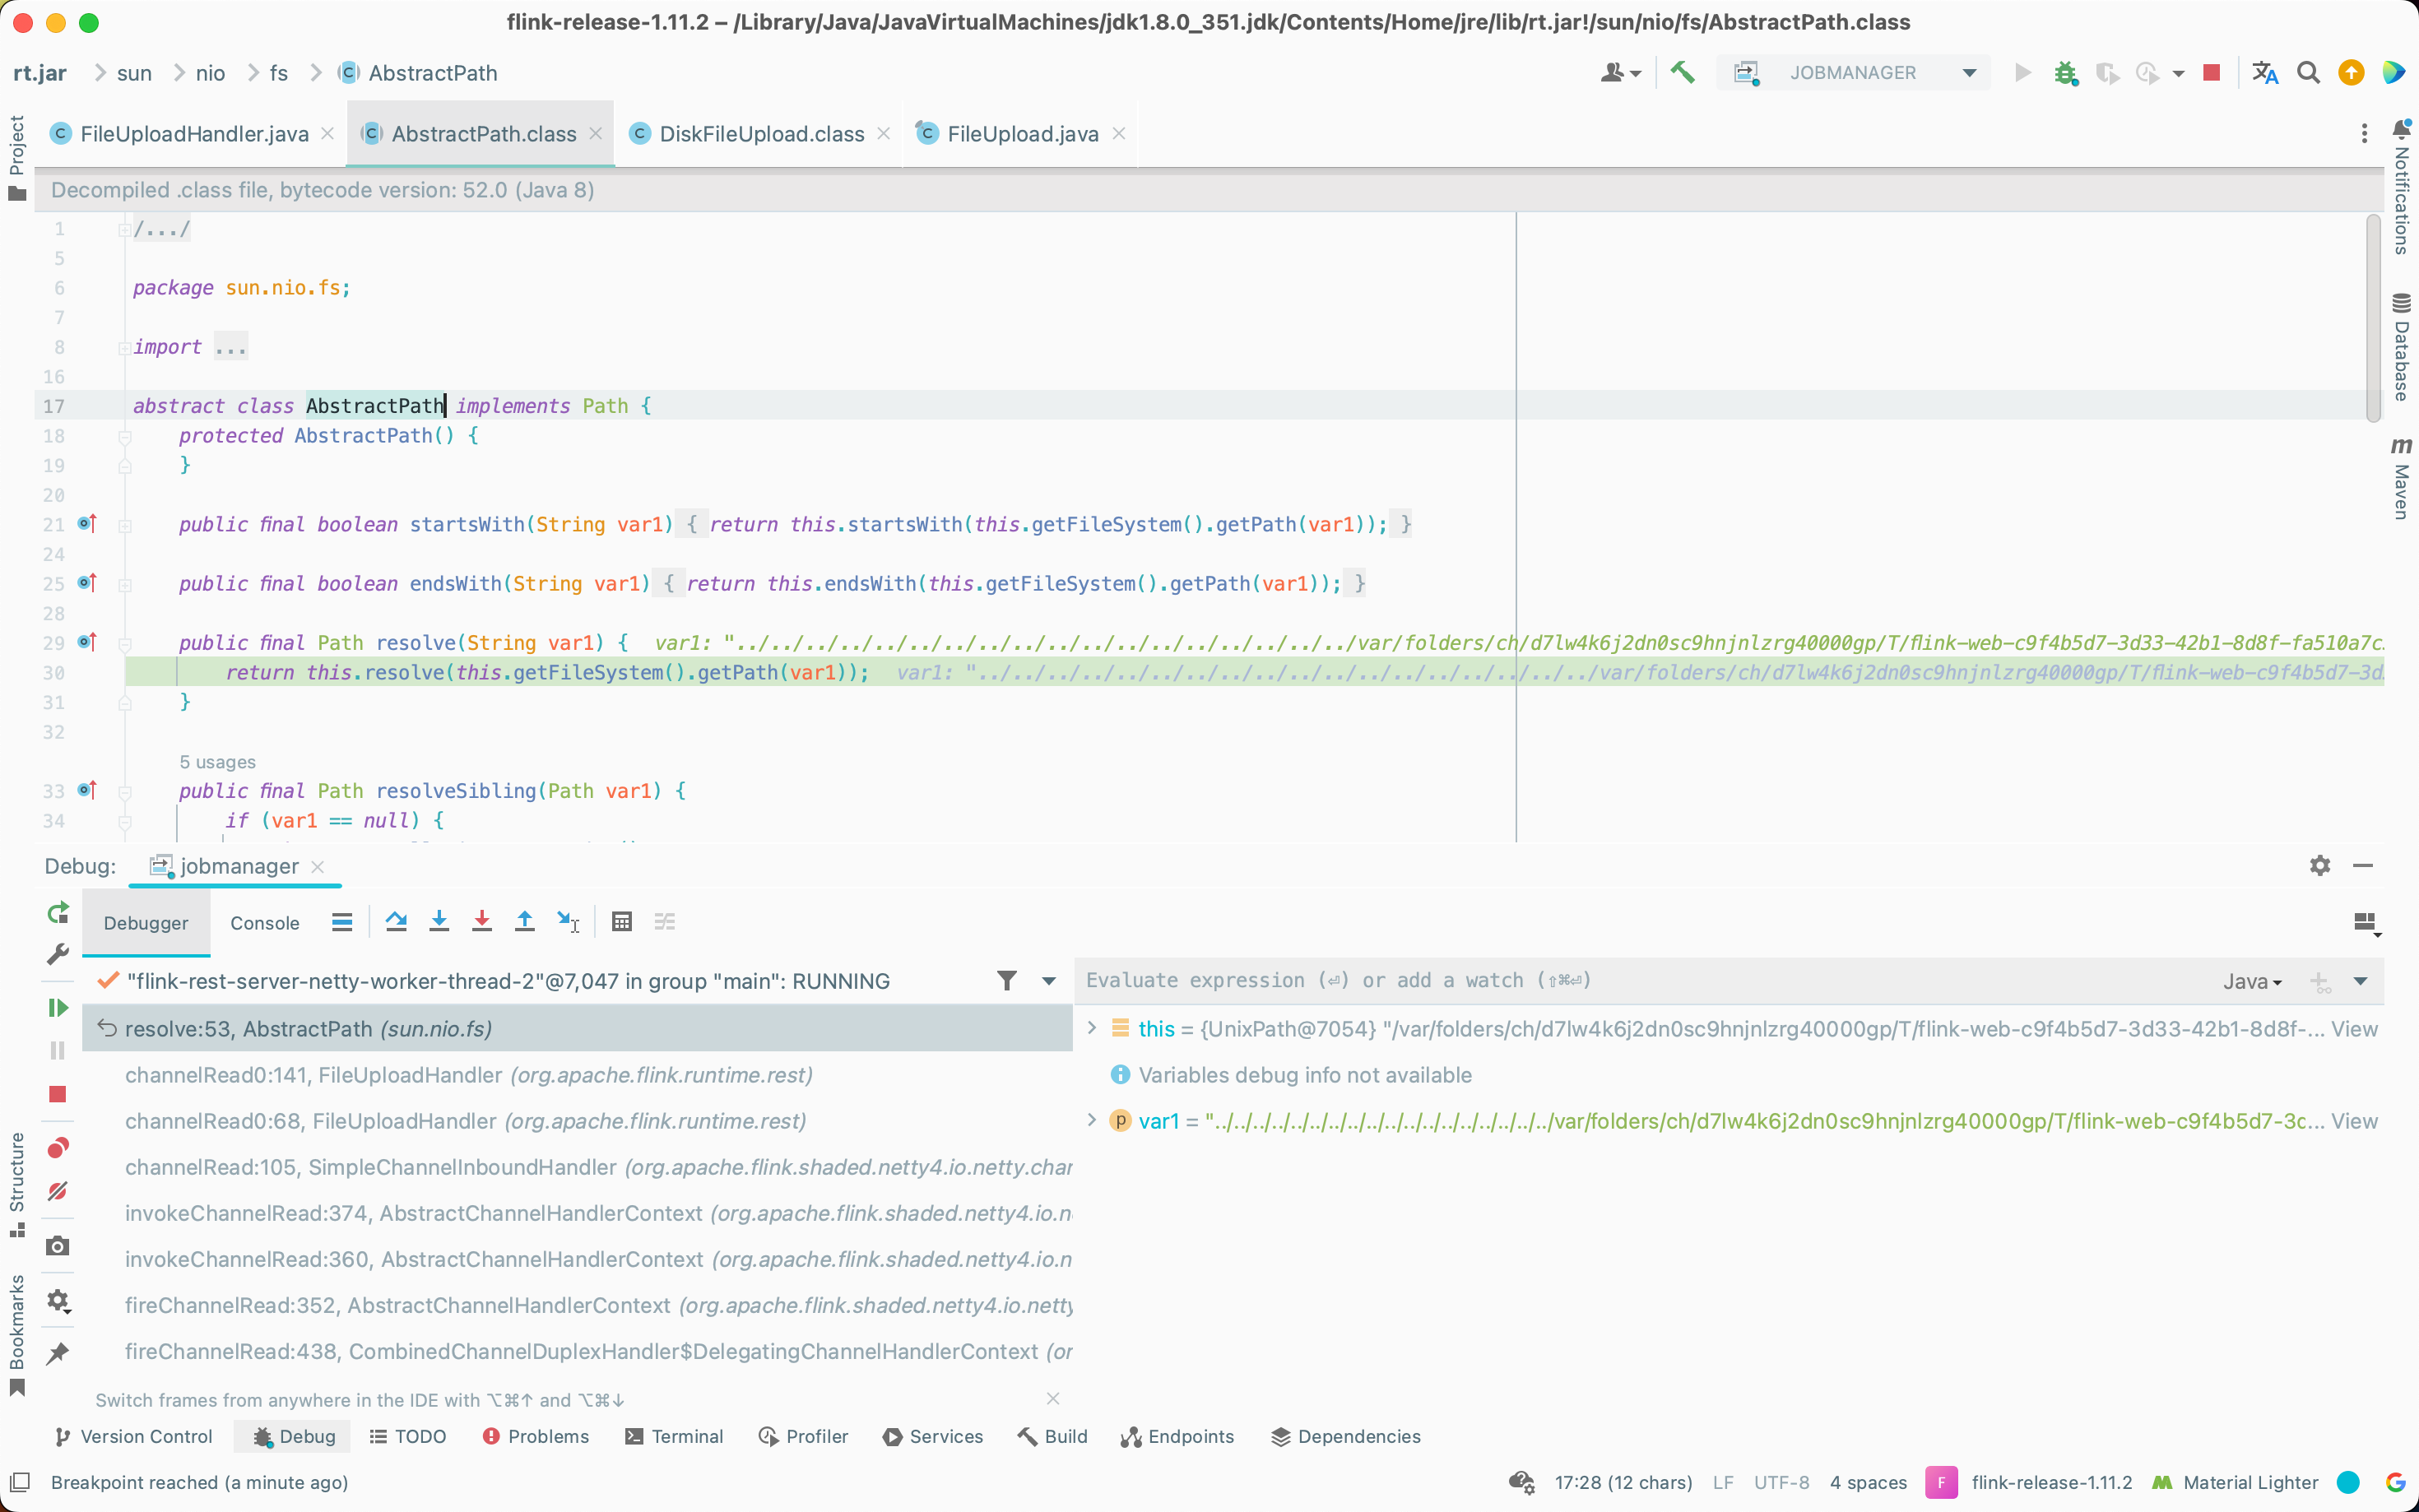 flink-release-1.11.2 – /Library/Java/JavaVirtualMachines/jdk1.8.0_351.jdk/Contents/Home/jre/lib/rt.jar!/sun/nio/fs/AbstractPath.class
rt.jar sun nio fs AbstractPath
JOBMANAGER
FileUploadHandler.java AbstractPath.class DiskFileUpload.class FileUpload.java
Decompiled .class file, bytecode version: 52.0 (Java 8)
Project
Structure
Bookmarks
Notifications
Database
Maven
1 /.../
5
6 package sun.nio.fs;
7
8 import ...
16
17 abstract class AbstractPath implements Path {
18 protected AbstractPath() {
19 }
20
21 public final boolean startsWith(String var1) { return this.startsWith(this.getFileSystem().getPath(var1)); }
24
25 public final boolean endsWith(String var1) { return this.endsWith(this.getFileSystem().getPath(var1)); }
28
29 public final Path resolve(String var1) { var1: "../../../../../../../../../../../../../../../../../../var/folders/ch/d7lw4k6j2dn0sc9hnjnlzrg40000gp/T/flink-web-c9f4b5d7-3d33-42b1-8d8f-fa510a7c
30 return this.resolve(this.getFileSystem().getPath(var1)); var1: "../../../../../../../../../../../../../../../../../../var/folders/ch/d7lw4k6j2dn0sc9hnjnlzrg40000gp/T/flink-web-c9f4b5d7-3d
31 }
32
5 usages
33 public final Path resolveSibling(Path var1) {
34 if (var1 == null) {
Debug: jobmanager
Debugger Console
"flink-rest-server-netty-worker-thread-2"@7,047 in group "main": RUNNING
resolve:53, AbstractPath (sun.nio.fs)
channelRead0:141, FileUploadHandler (org.apache.flink.runtime.rest)
channelRead0:68, FileUploadHandler (org.apache.flink.runtime.rest)
channelRead:105, SimpleChannelInboundHandler (org.apache.flink.shaded.netty4.io.netty.char
invokeChannelRead:374, AbstractChannelHandlerContext (org.apache.flink.shaded.netty4.io.n
invokeChannelRead:360, AbstractChannelHandlerContext (org.apache.flink.shaded.netty4.io.n
fireChannelRead:352, AbstractChannelHandlerContext (org.apache.flink.shaded.netty4.io.netty
fireChannelRead:438, CombinedChannelDuplexHandler$DelegatingChannelHandlerContext (or
Switch frames from anywhere in the IDE with ⌥⌘↑ and ⌥⌘↓
Evaluate expression (⏎) or add a watch (⇧⌘⏎) Java
this = {UnixPath@7054} "/var/folders/ch/d7lw4k6j2dn0sc9hnjnlzrg40000gp/T/flink-web-c9f4b5d7-3d33-42b1-8d8f-... View
Variables debug info not available
var1 = "../../../../../../../../../../../../../../../../../../var/folders/ch/d7lw4k6j2dn0sc9hnjnlzrg40000gp/T/flink-web-c9f4b5d7-3c... View
Version Control Debug TODO Problems Terminal Profiler Services Build Endpoints Dependencies
Breakpoint reached (a minute ago) 17:28 (12 chars) LF UTF-8 4 spaces F flink-release-1.11.2 Material Lighter